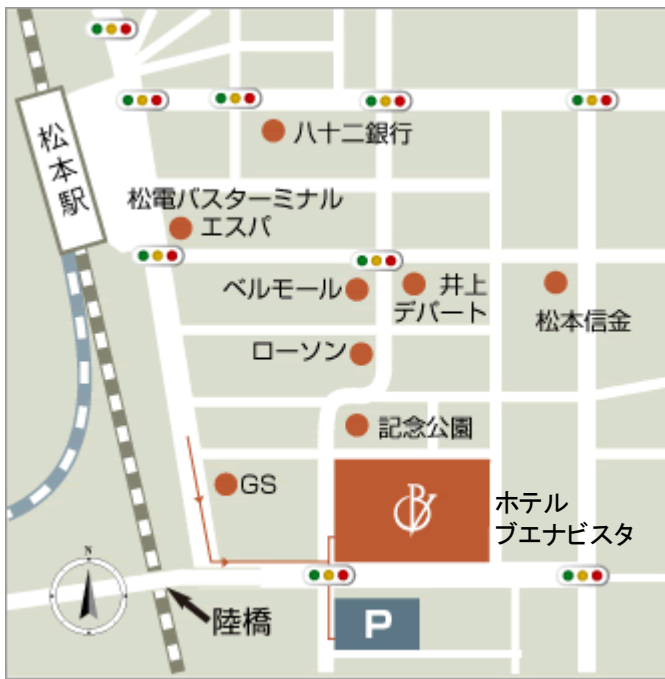 松本駅
八十二銀行
松電バスターミナル
エスパ
ベルモール
井上
デパート
松本信金
ローソン
記念公園
GS
ホテル
ブエナビスタ
N
陸橋
P